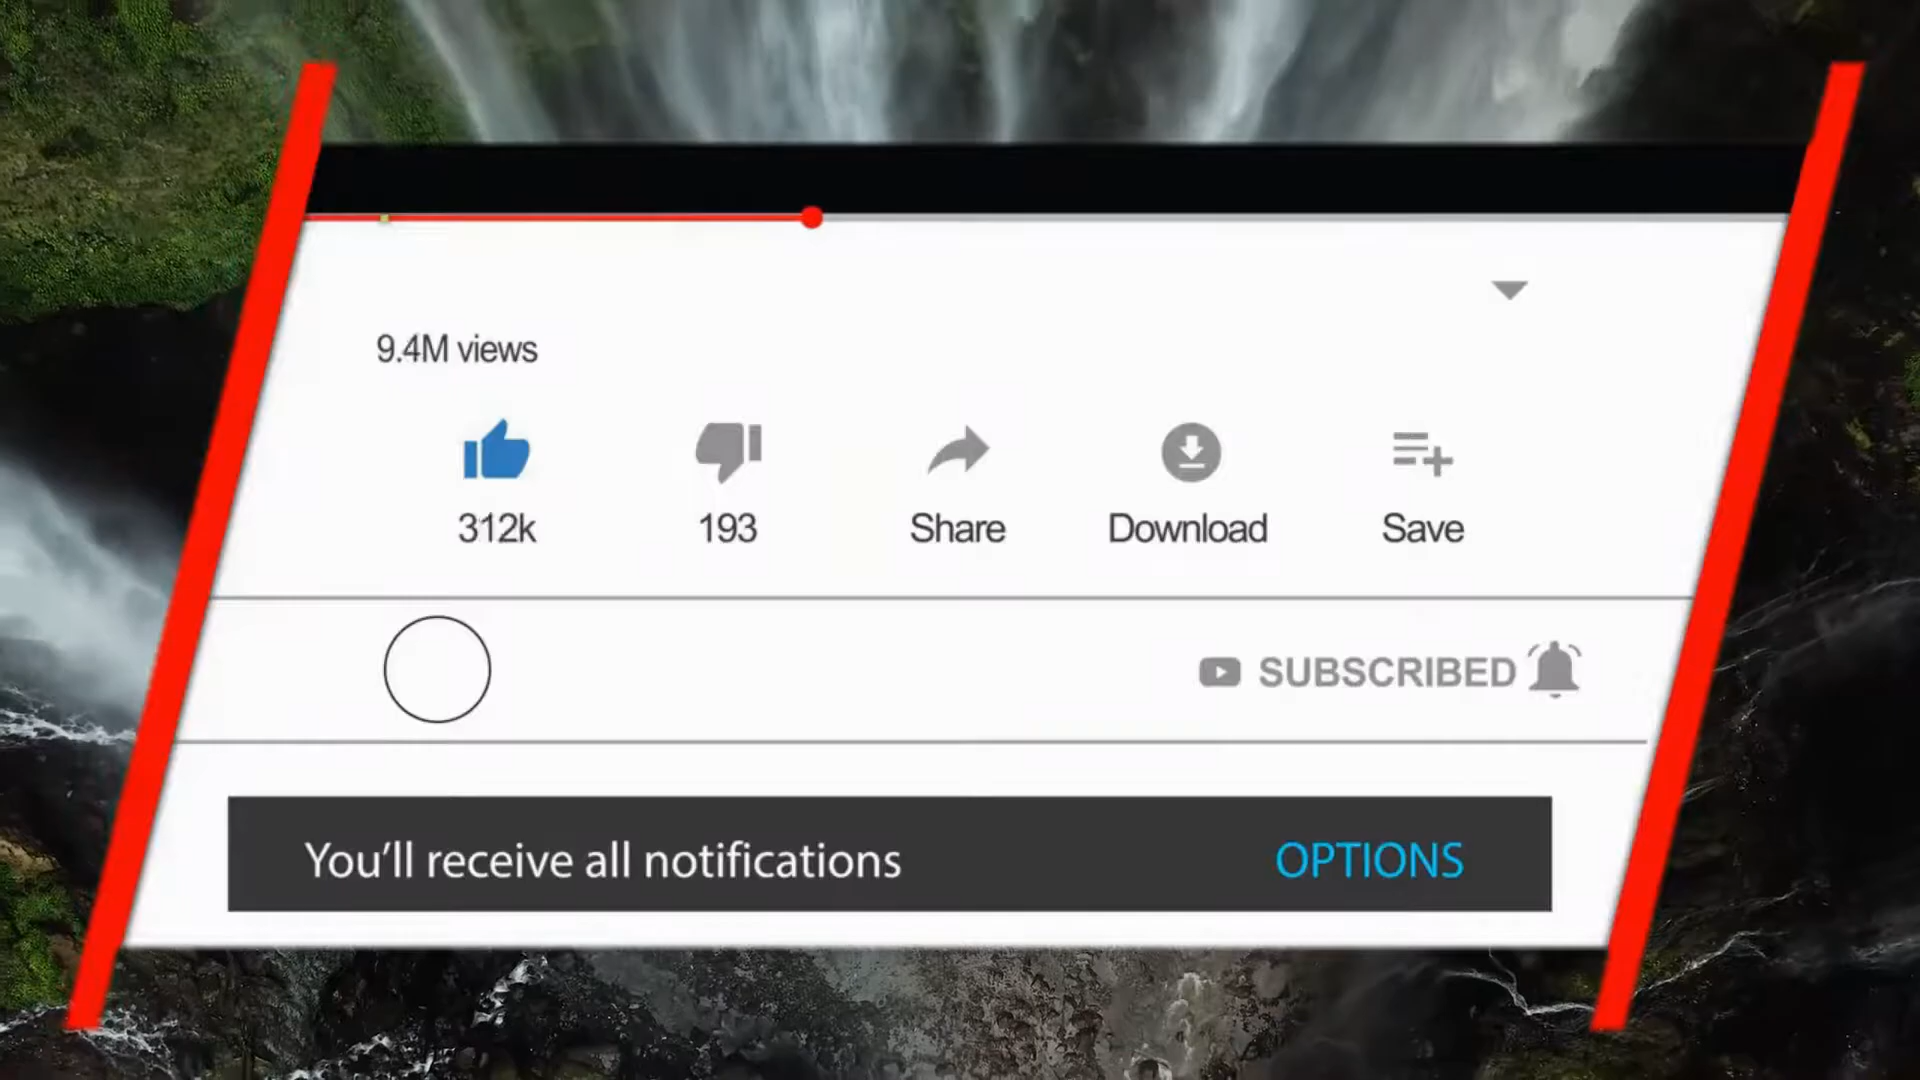 9.4M views
312k 193 Share Download Save
SUBSCRIBED
You’ll receive all notifications OPTIONS